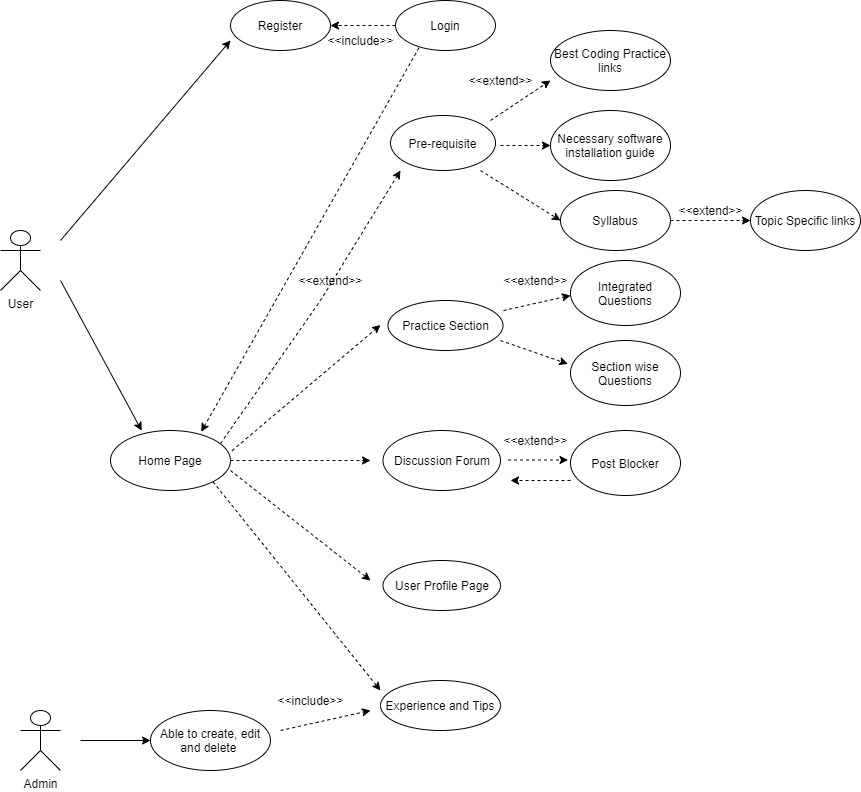 Register
Login
<<include>>
Best Coding Practice
links
<<extend>>
Pre-requisite
Necessary software
installation guide
Syllabus
<<extend>>
Topic Specific links
User
<<extend>>
<<extend>>
Integrated
Questions
Practice Section
Section wise
Questions
Home Page
Discussion Forum
<<extend>>
Post Blocker
User Profile Page
<<include>>
Experience and Tips
Able to create, edit
and delete
Admin